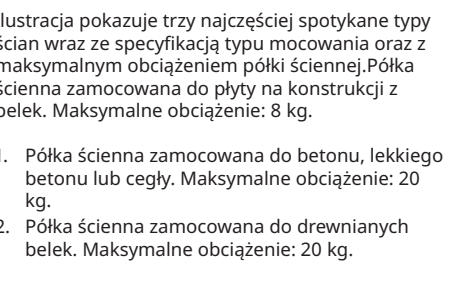 lustracja pokazuje trzy najczęściej spotykane typy
ścian wraz ze specyfikacją typu mocowania oraz z
maksymalnym obciążeniem półki ściennej.Półka
ścienna zamocowana do płyty na konstrukcji z
belek. Maksymalne obciążenie: 8 kg.
1. Półka ścienna zamocowana do betonu, lekkiego
betonu lub cegły. Maksymalne obciążenie: 20
kg.
2. Półka ścienna zamocowana do drewnianych
belek. Maksymalne obciążenie: 20 kg.